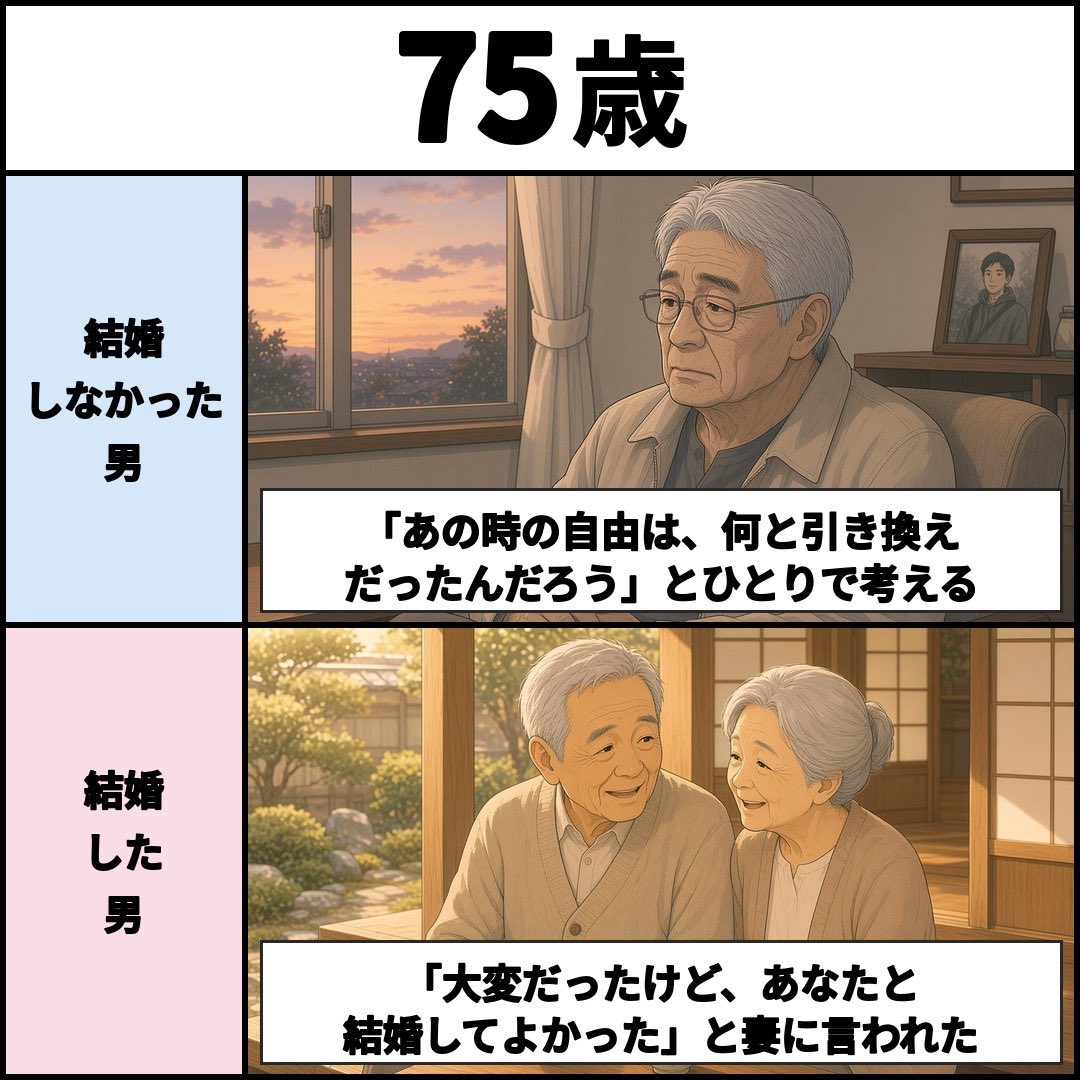 75歳
結婚
しなかった
男
「あの時の自由は、何と引き換え
だったんだろう」とひとりで考える
結婚
した
男
「大変だったけど、あなたと
結婚してよかった」と妻に言われた